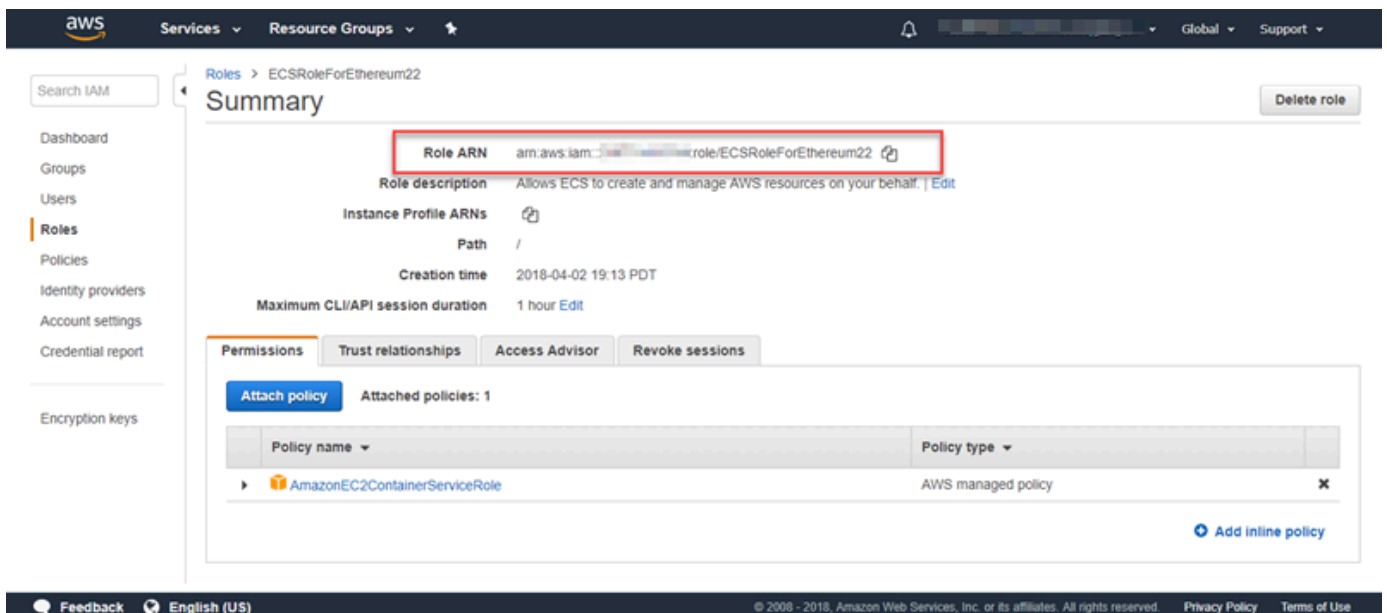 aws Services Resource Groups Global Support
Search IAM
Dashboard
Groups
Users
Roles
Policies
Identity providers
Account settings
Credential report
Encryption keys
Roles > ECSRoleForEthereum22
Summary
Delete role
Role ARN arn:aws:iam:: :role/ECSRoleForEthereum22
Role description Allows ECS to create and manage AWS resources on your behalf. | Edit
Instance Profile ARNs
Path /
Creation time 2018-04-02 19:13 PDT
Maximum CLI/API session duration 1 hour Edit
Permissions Trust relationships Access Advisor Revoke sessions
Attach policy Attached policies: 1
Policy name Policy type
AmazonEC2ContainerServiceRole AWS managed policy
Add inline policy
Feedback English (US) © 2008 - 2018, Amazon Web Services, Inc. or its affiliates. All rights reserved. Privacy Policy Terms of Use